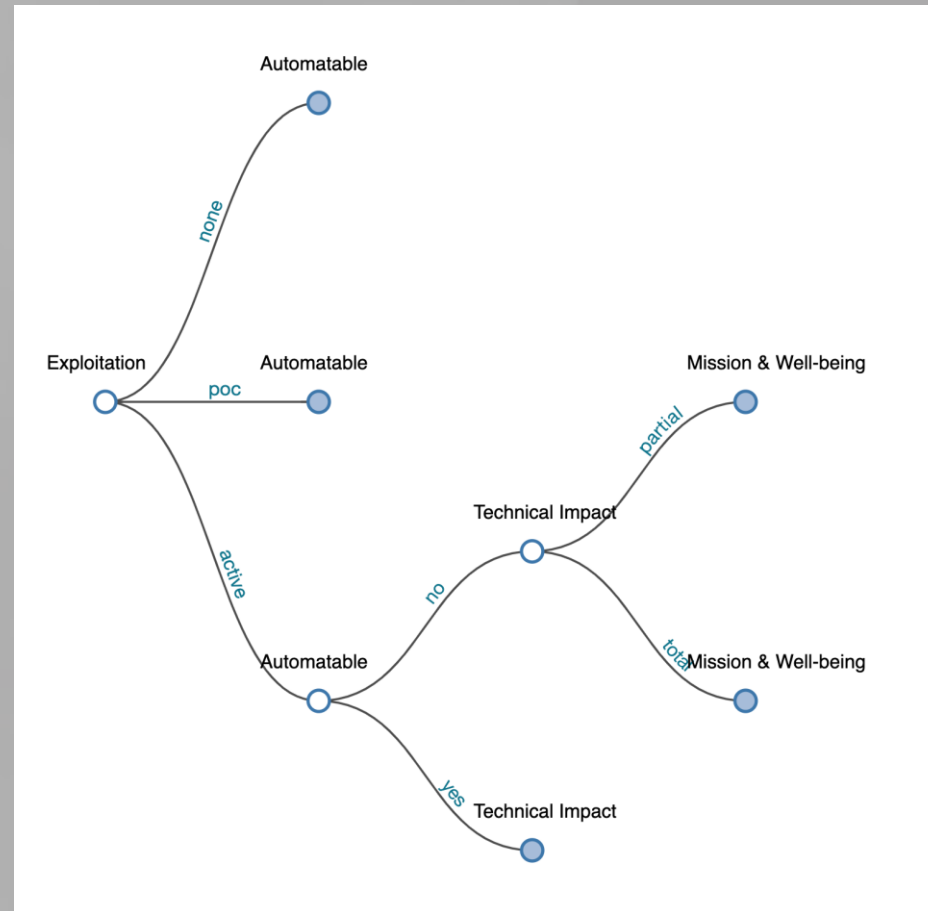 Automatable
none
Exploitation
Automatable
Mission & Well-being
poc
partial
Technical Impact
active
no
Automatable
total
Mission & Well-being
yes
Technical Impact